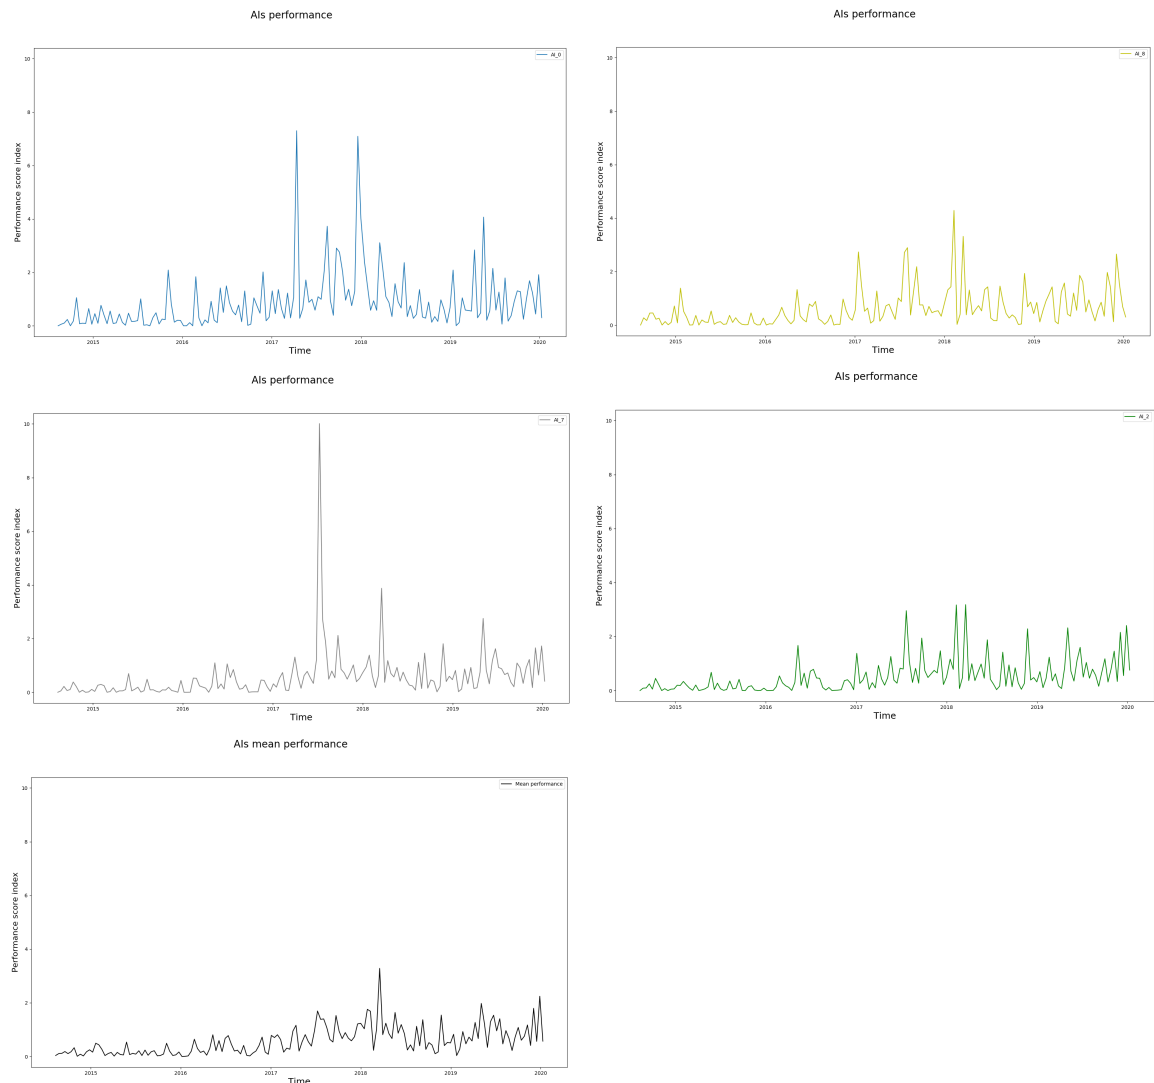 AIs performance
AI_0
10
8
6
4
2
0
Performance score index
2015 2016 2017 2018 2019 2020
Time
AIs performance
AI_8
10
8
6
4
2
0
Performance score index
2015 2016 2017 2018 2019 2020
Time
AIs performance
AI_7
10
8
6
4
2
0
Performance score index
2015 2016 2017 2018 2019 2020
Time
AIs performance
AI_2
10
8
6
4
2
0
Performance score index
2015 2016 2017 2018 2019 2020
Time
AIs mean performance
Mean performance
10
8
6
4
2
0
Performance score index
2015 2016 2017 2018 2019 2020
Time